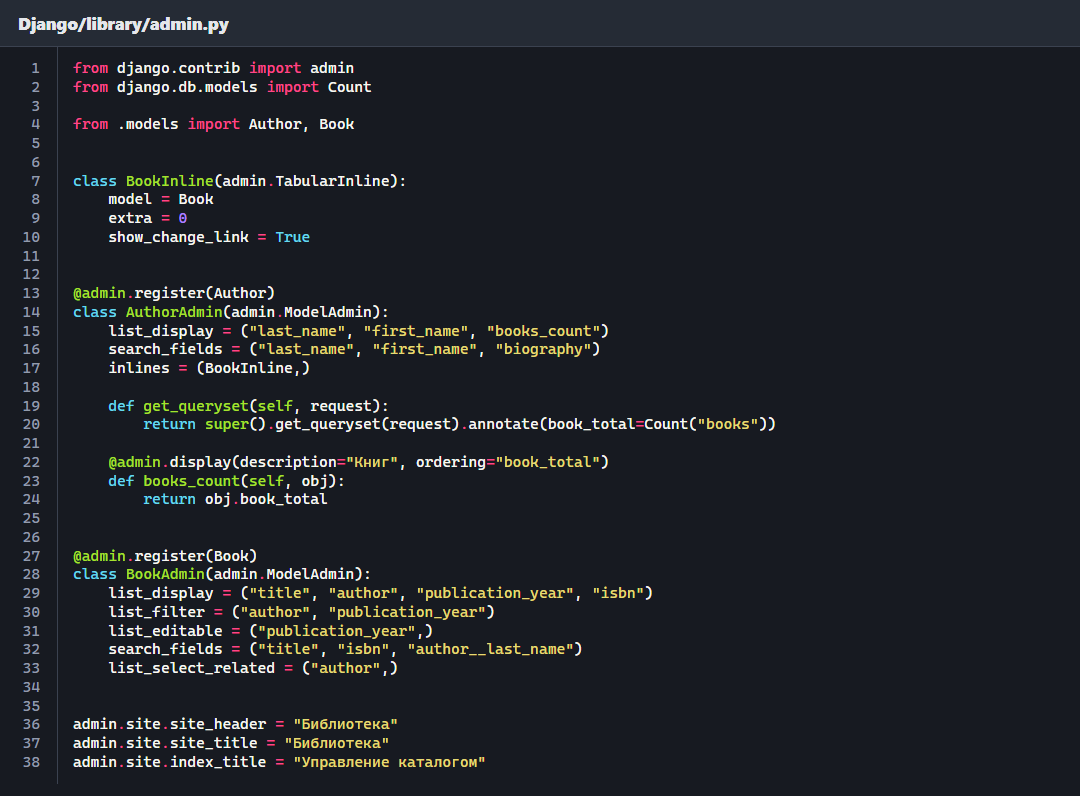 Django/library/admin.py
1 from django.contrib import admin
2 from django.db.models import Count
3
4 from .models import Author, Book
5
6
7 class BookInline(admin.TabularInline):
8     model = Book
9     extra = 0
10     show_change_link = True
11
12
13 @admin.register(Author)
14 class AuthorAdmin(admin.ModelAdmin):
15     list_display = ("last_name", "first_name", "books_count")
16     search_fields = ("last_name", "first_name", "biography")
17     inlines = (BookInline,)
18
19     def get_queryset(self, request):
20         return super().get_queryset(request).annotate(book_total=Count("books"))
21
22     @admin.display(description="Книг", ordering="book_total")
23     def books_count(self, obj):
24         return obj.book_total
25
26
27 @admin.register(Book)
28 class BookAdmin(admin.ModelAdmin):
29     list_display = ("title", "author", "publication_year", "isbn")
30     list_filter = ("author", "publication_year")
31     list_editable = ("publication_year",)
32     search_fields = ("title", "isbn", "author__last_name")
33     list_select_related = ("author",)
34
35
36 admin.site.site_header = "Библиотека"
37 admin.site.site_title = "Библиотека"
38 admin.site.index_title = "Управление каталогом"